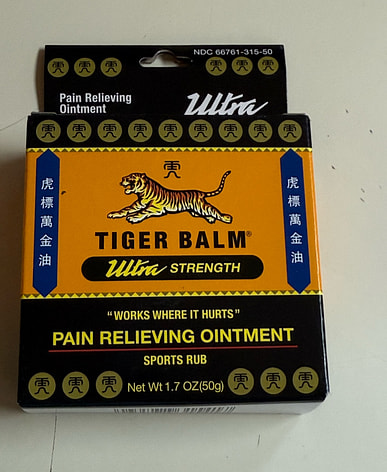 NDC 66761-315-50
Pain Relieving
Ointment
Ultra
虎標萬金油
虎標萬金油
TIGER BALM®
Ultra STRENGTH
"WORKS WHERE IT HURTS"
PAIN RELIEVING OINTMENT
SPORTS RUB
Net Wt 1.7 OZ(50g)